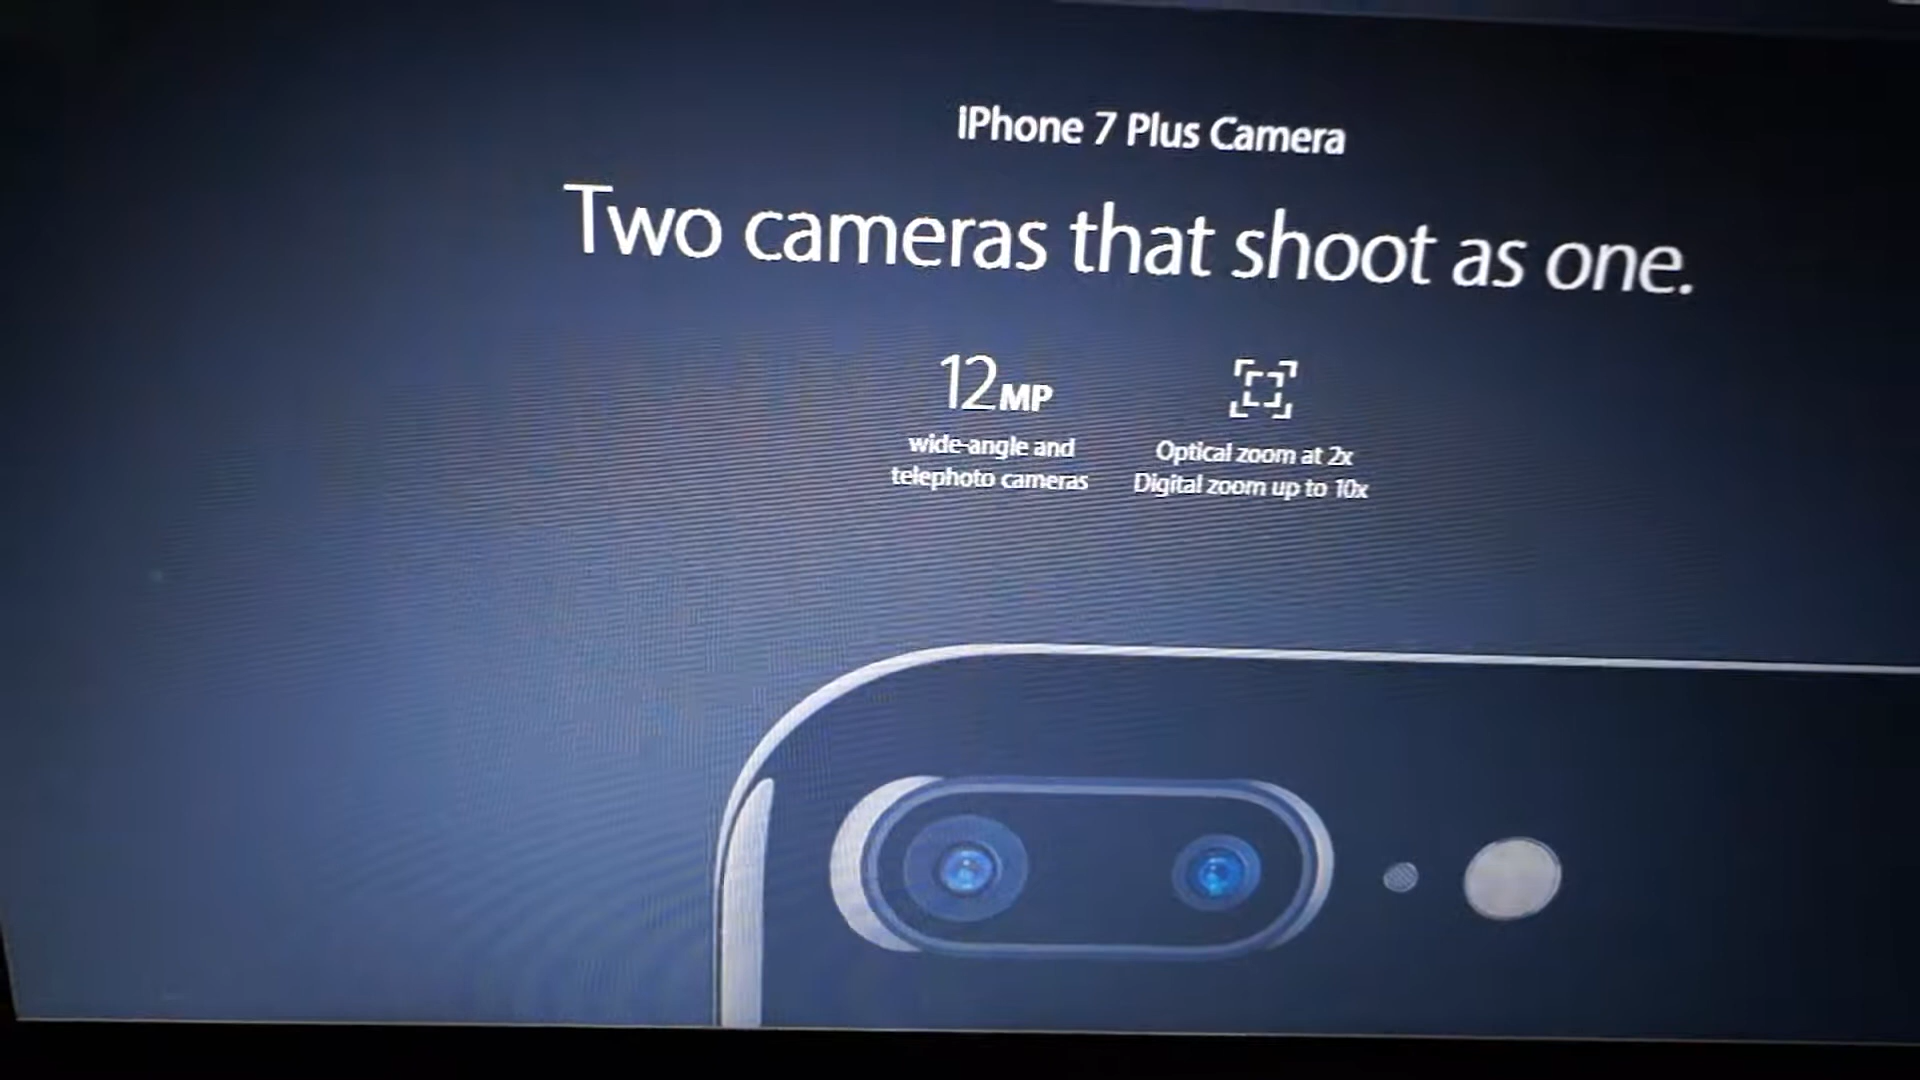 iPhone 7 Plus Camera
Two cameras that shoot as one.
12MP
wide-angle and
telephoto cameras
Optical zoom at 2x
Digital zoom up to 10x